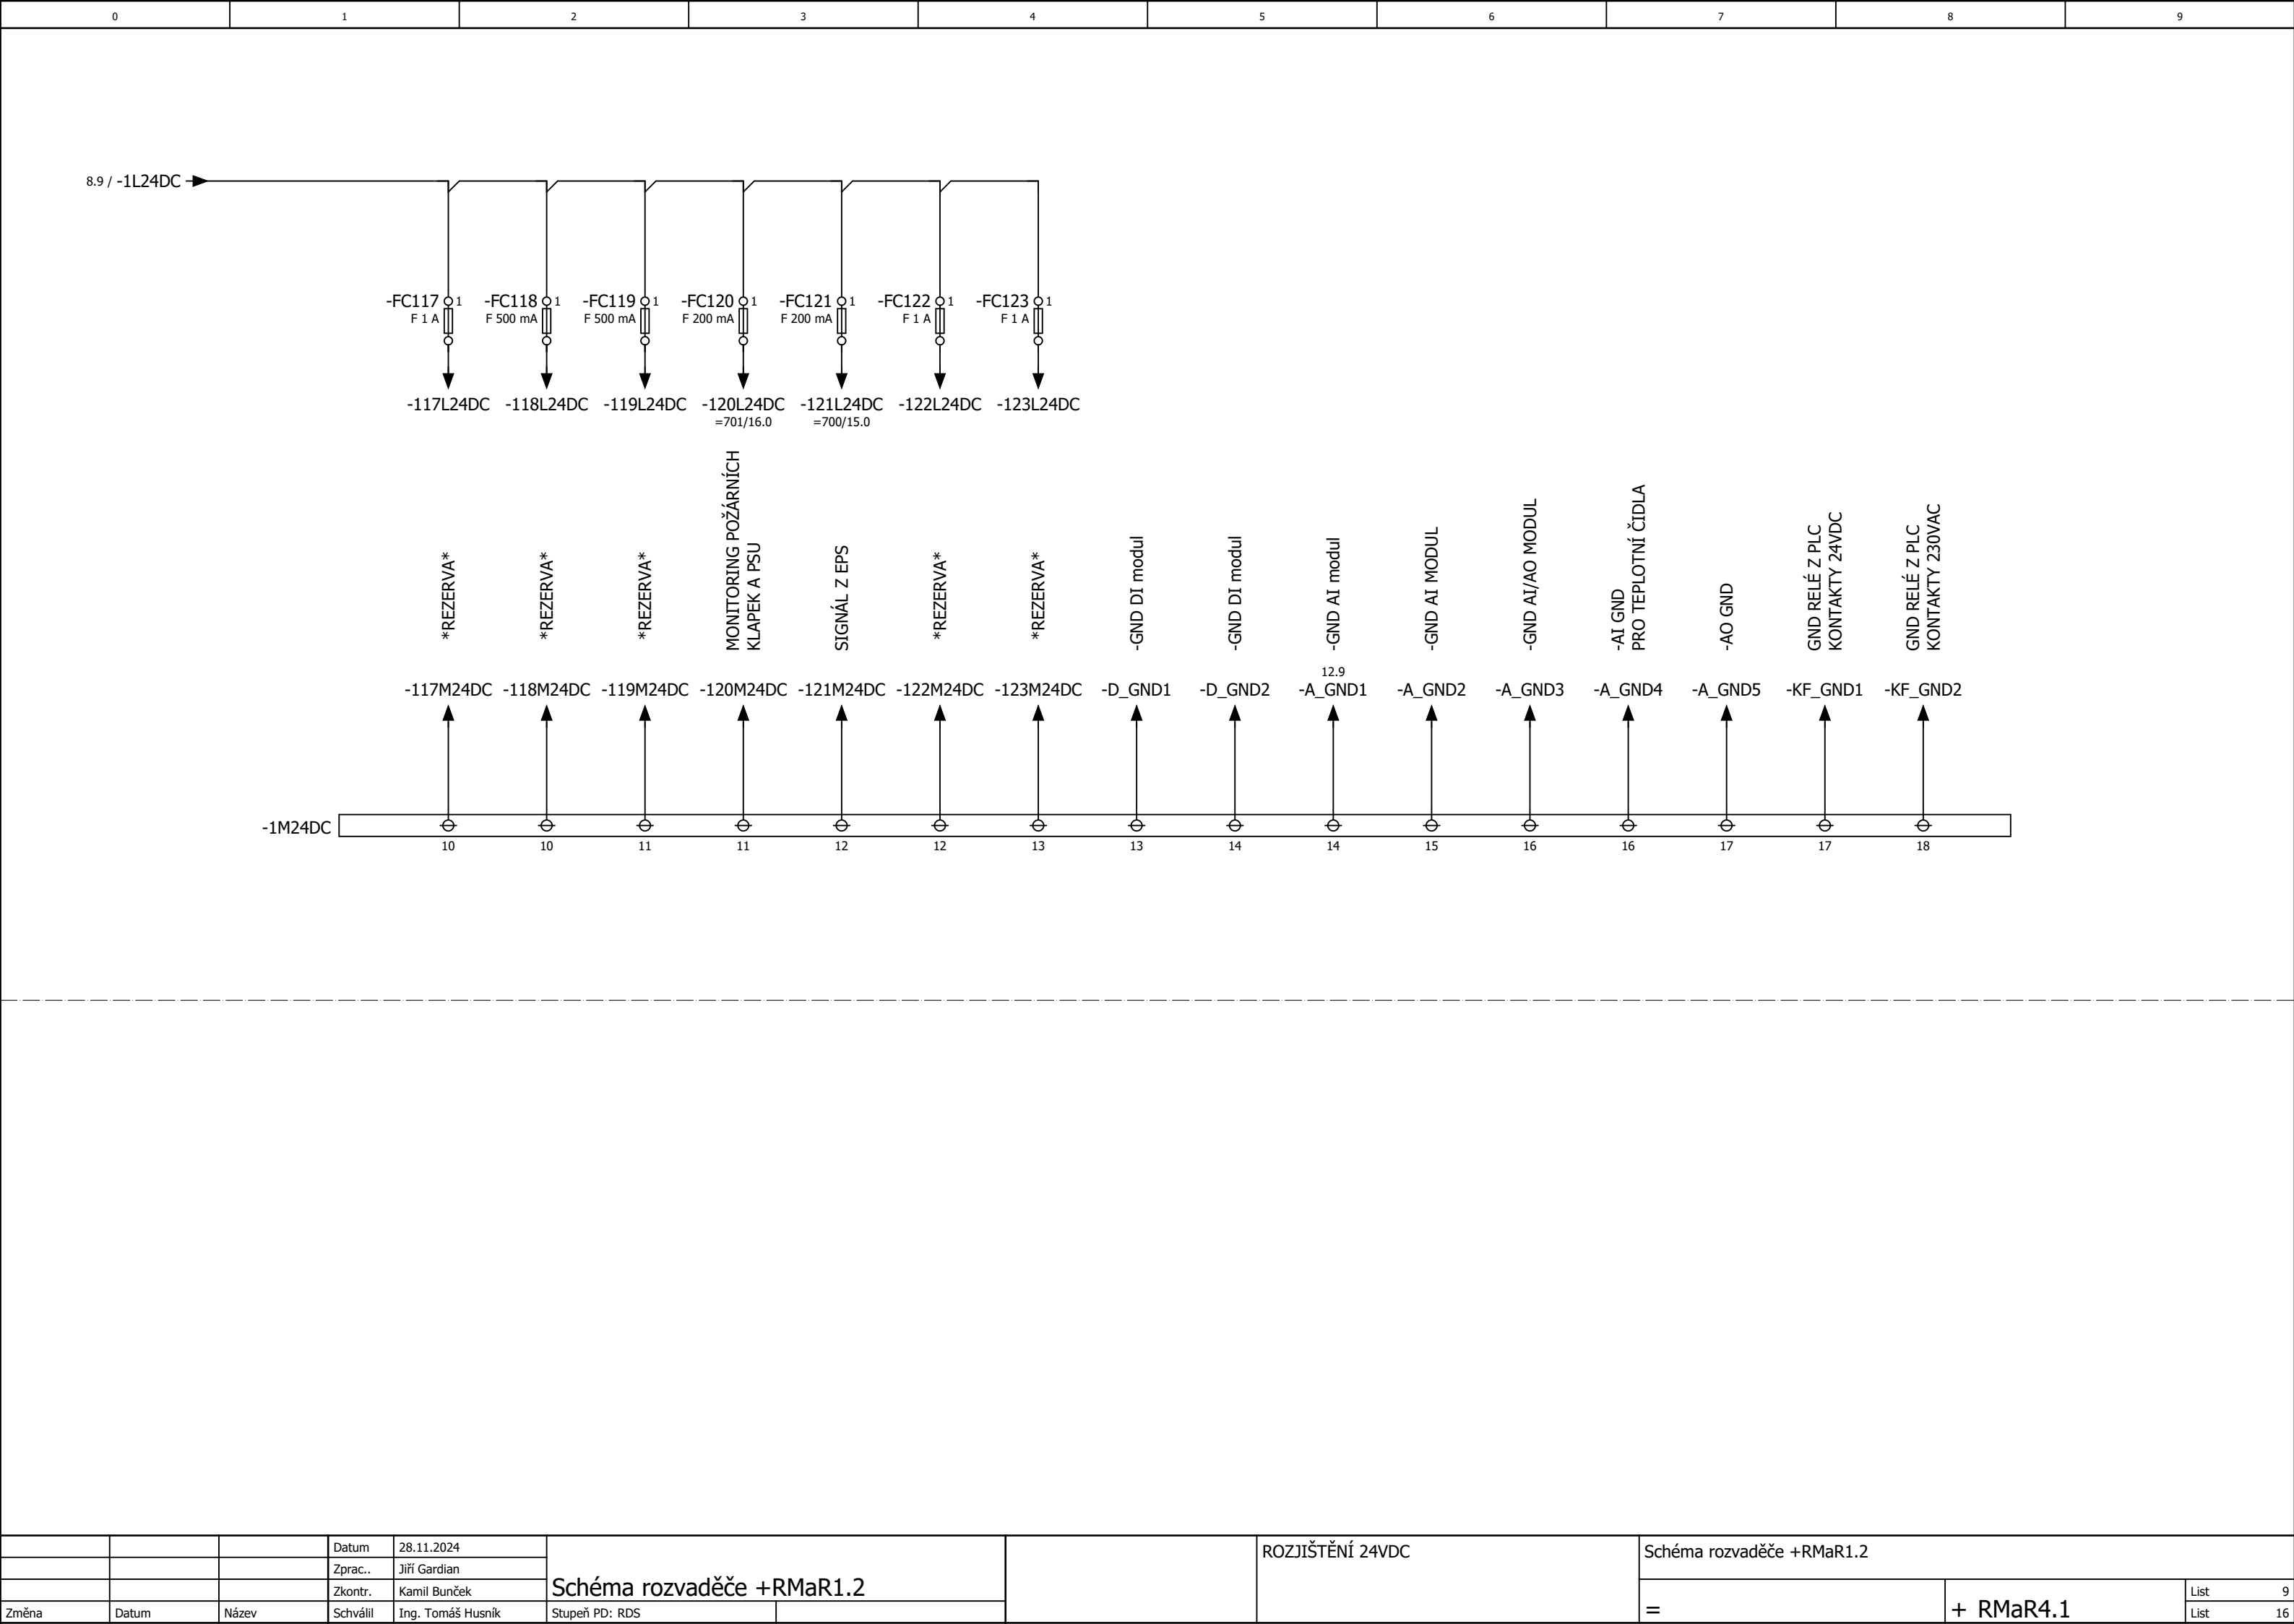 0 1 2 3 4 5 6 7 8 9
8.9 / -1L24DC
-FC117 1 -FC118 1 -FC119 1 -FC120 1 -FC121 1 -FC122 1 -FC123 1
F 1 A F 500 mA F 500 mA F 200 mA F 200 mA F 1 A F 1 A
-117L24DC -118L24DC -119L24DC -120L24DC -121L24DC -122L24DC -123L24DC
=701/16.0 =700/15.0
*REZERVA*
*REZERVA*
*REZERVA*
MONITORING POŽÁRNÍCH
KLAPEK A PSU
SIGNÁL Z EPS
*REZERVA*
*REZERVA*
-GND DI modul
-GND DI modul
-GND AI modul
-GND AI MODUL
-GND AI/AO MODUL
-AI GND
PRO TEPLOTNÍ ČIDLA
-AO GND
GND RELÉ Z PLC
KONTAKTY 24VDC
GND RELÉ Z PLC
KONTAKTY 230VAC
12.9
-117M24DC -118M24DC -119M24DC -120M24DC -121M24DC -122M24DC -123M24DC -D_GND1 -D_GND2 -A_GND1 -A_GND2 -A_GND3 -A_GND4 -A_GND5 -KF_GND1 -KF_GND2
-1M24DC
10 10 11 11 12 12 13 13 14 14 15 16 16 17 17 18
Datum 28.11.2024
Zprac.. Jiří Gardian
Zkontr. Kamil Bunček
Změna Datum Název Schválil Ing. Tomáš Husník
Schéma rozvaděče +RMaR1.2
Stupeň PD: RDS
ROZJIŠTĚNÍ 24VDC
Schéma rozvaděče +RMaR1.2
= + RMaR4.1
List 9
List 16